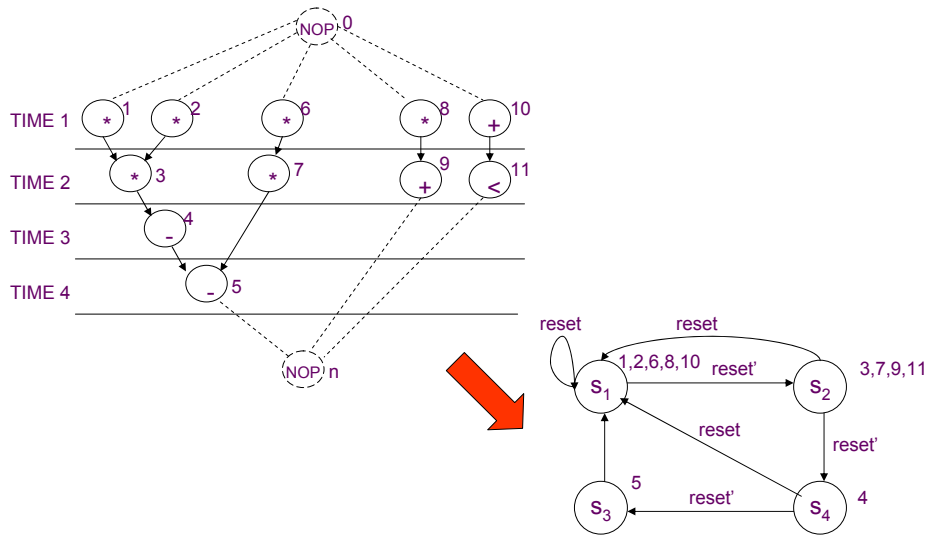 NOP 0
TIME 1
* 1
* 2
* 6
* 8
+ 10
TIME 2
* 3
* 7
+ 9
< 11
TIME 3
- 4
TIME 4
- 5
NOP n
reset
reset
1,2,6,8,10
3,7,9,11
reset'
S1
S2
reset
reset'
5
4
reset'
S3
S4